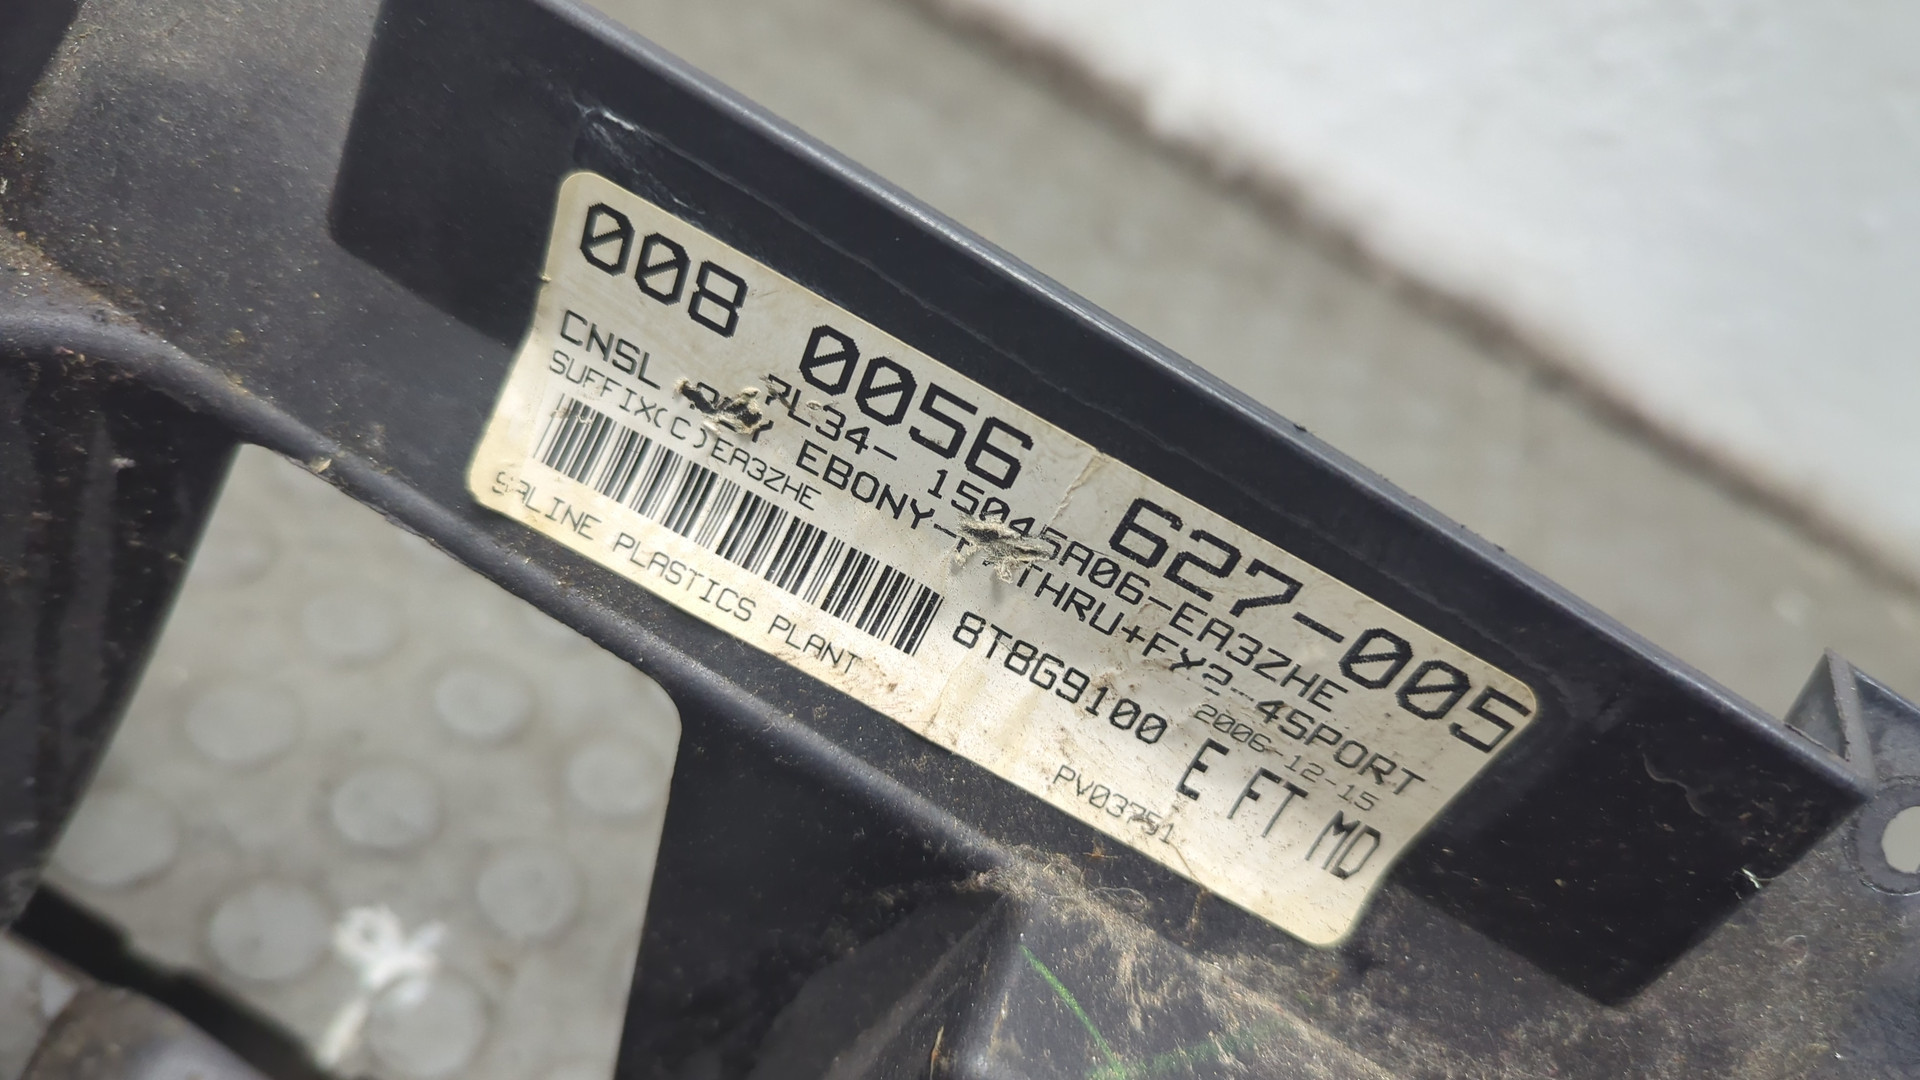 008 0056 627-005
7L34- 15045A06-EA3ZHE
CNSL EBONY- THRU+FX2-4SPORT
SUFFIX(C)EA3ZHE 2006-12-15
8T8G9100 E FT MD
SALINE PLASTICS PLANT PV03751